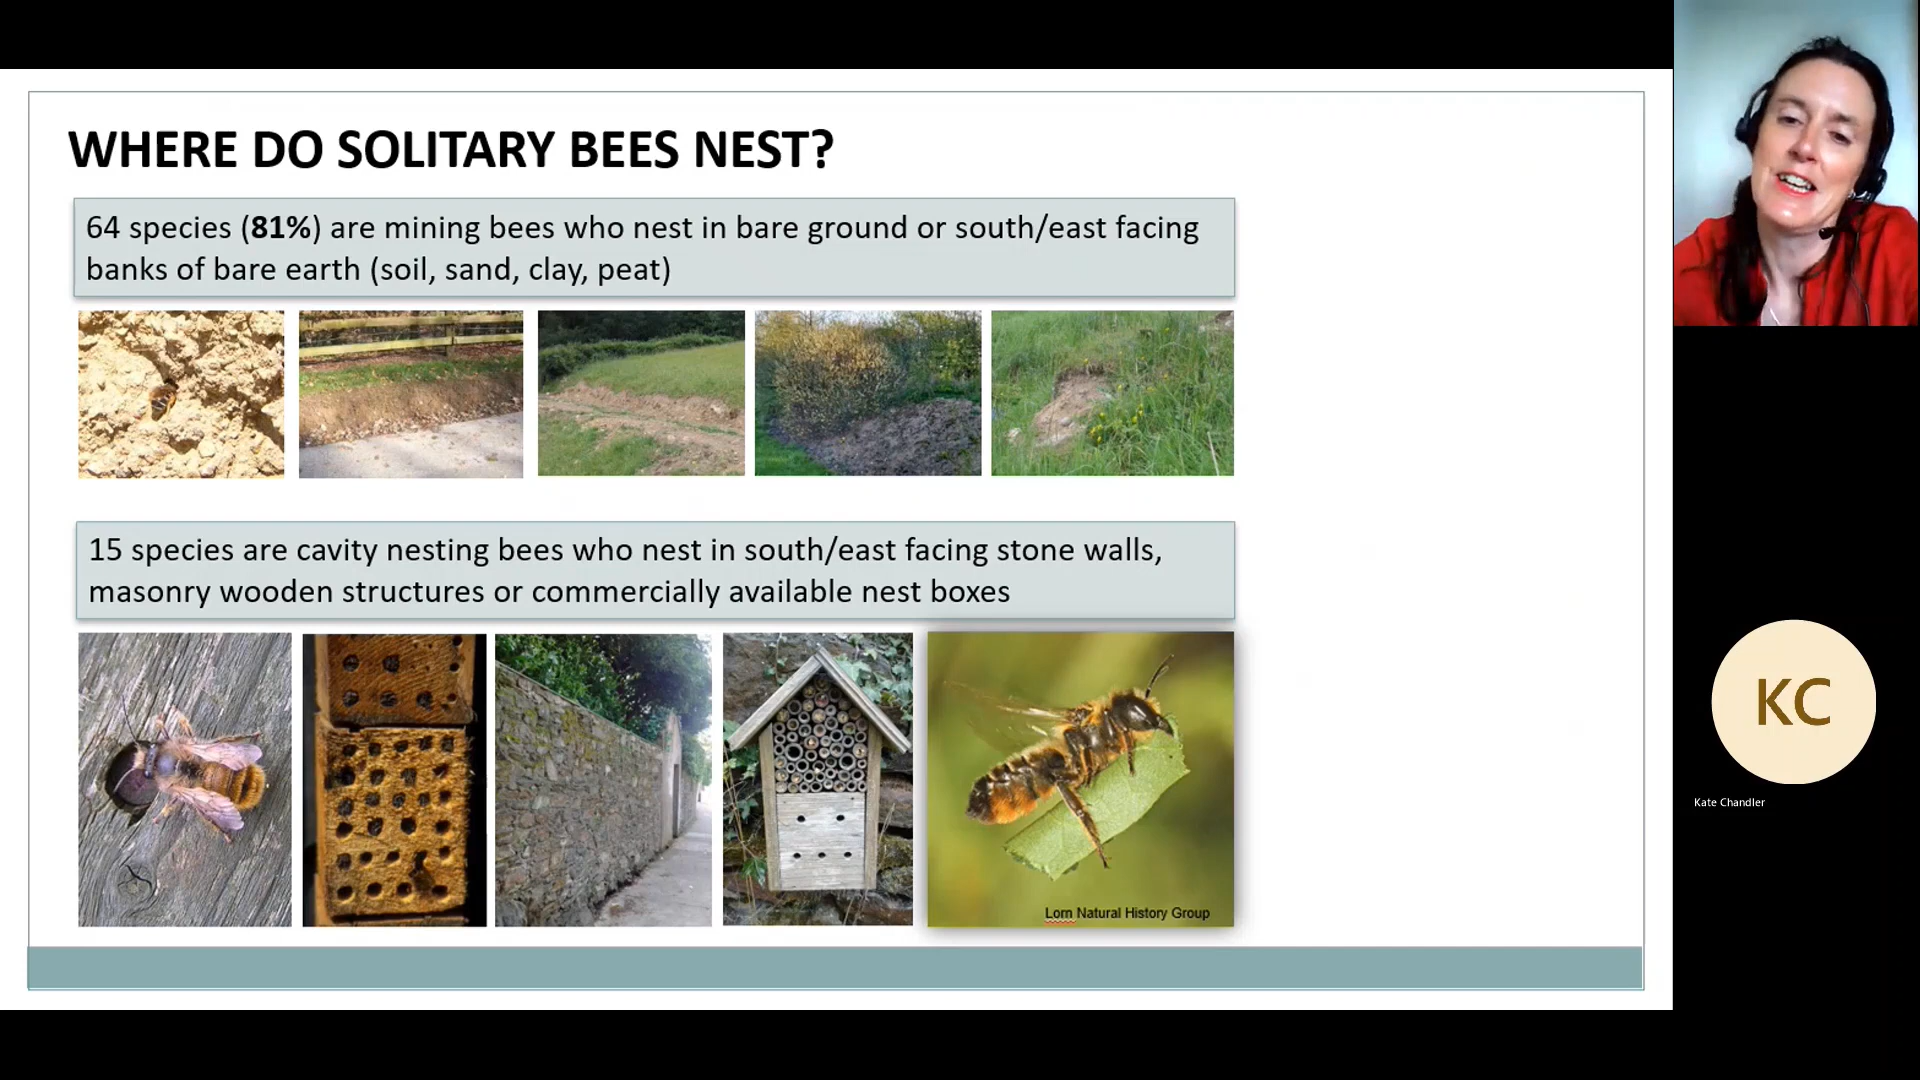 WHERE DO SOLITARY BEES NEST?
64 species (81%) are mining bees who nest in bare ground or south/east facing
banks of bare earth (soil, sand, clay, peat)
15 species are cavity nesting bees who nest in south/east facing stone walls,
masonry wooden structures or commercially available nest boxes
Lorn Natural History Group
KC
Kate Chandler